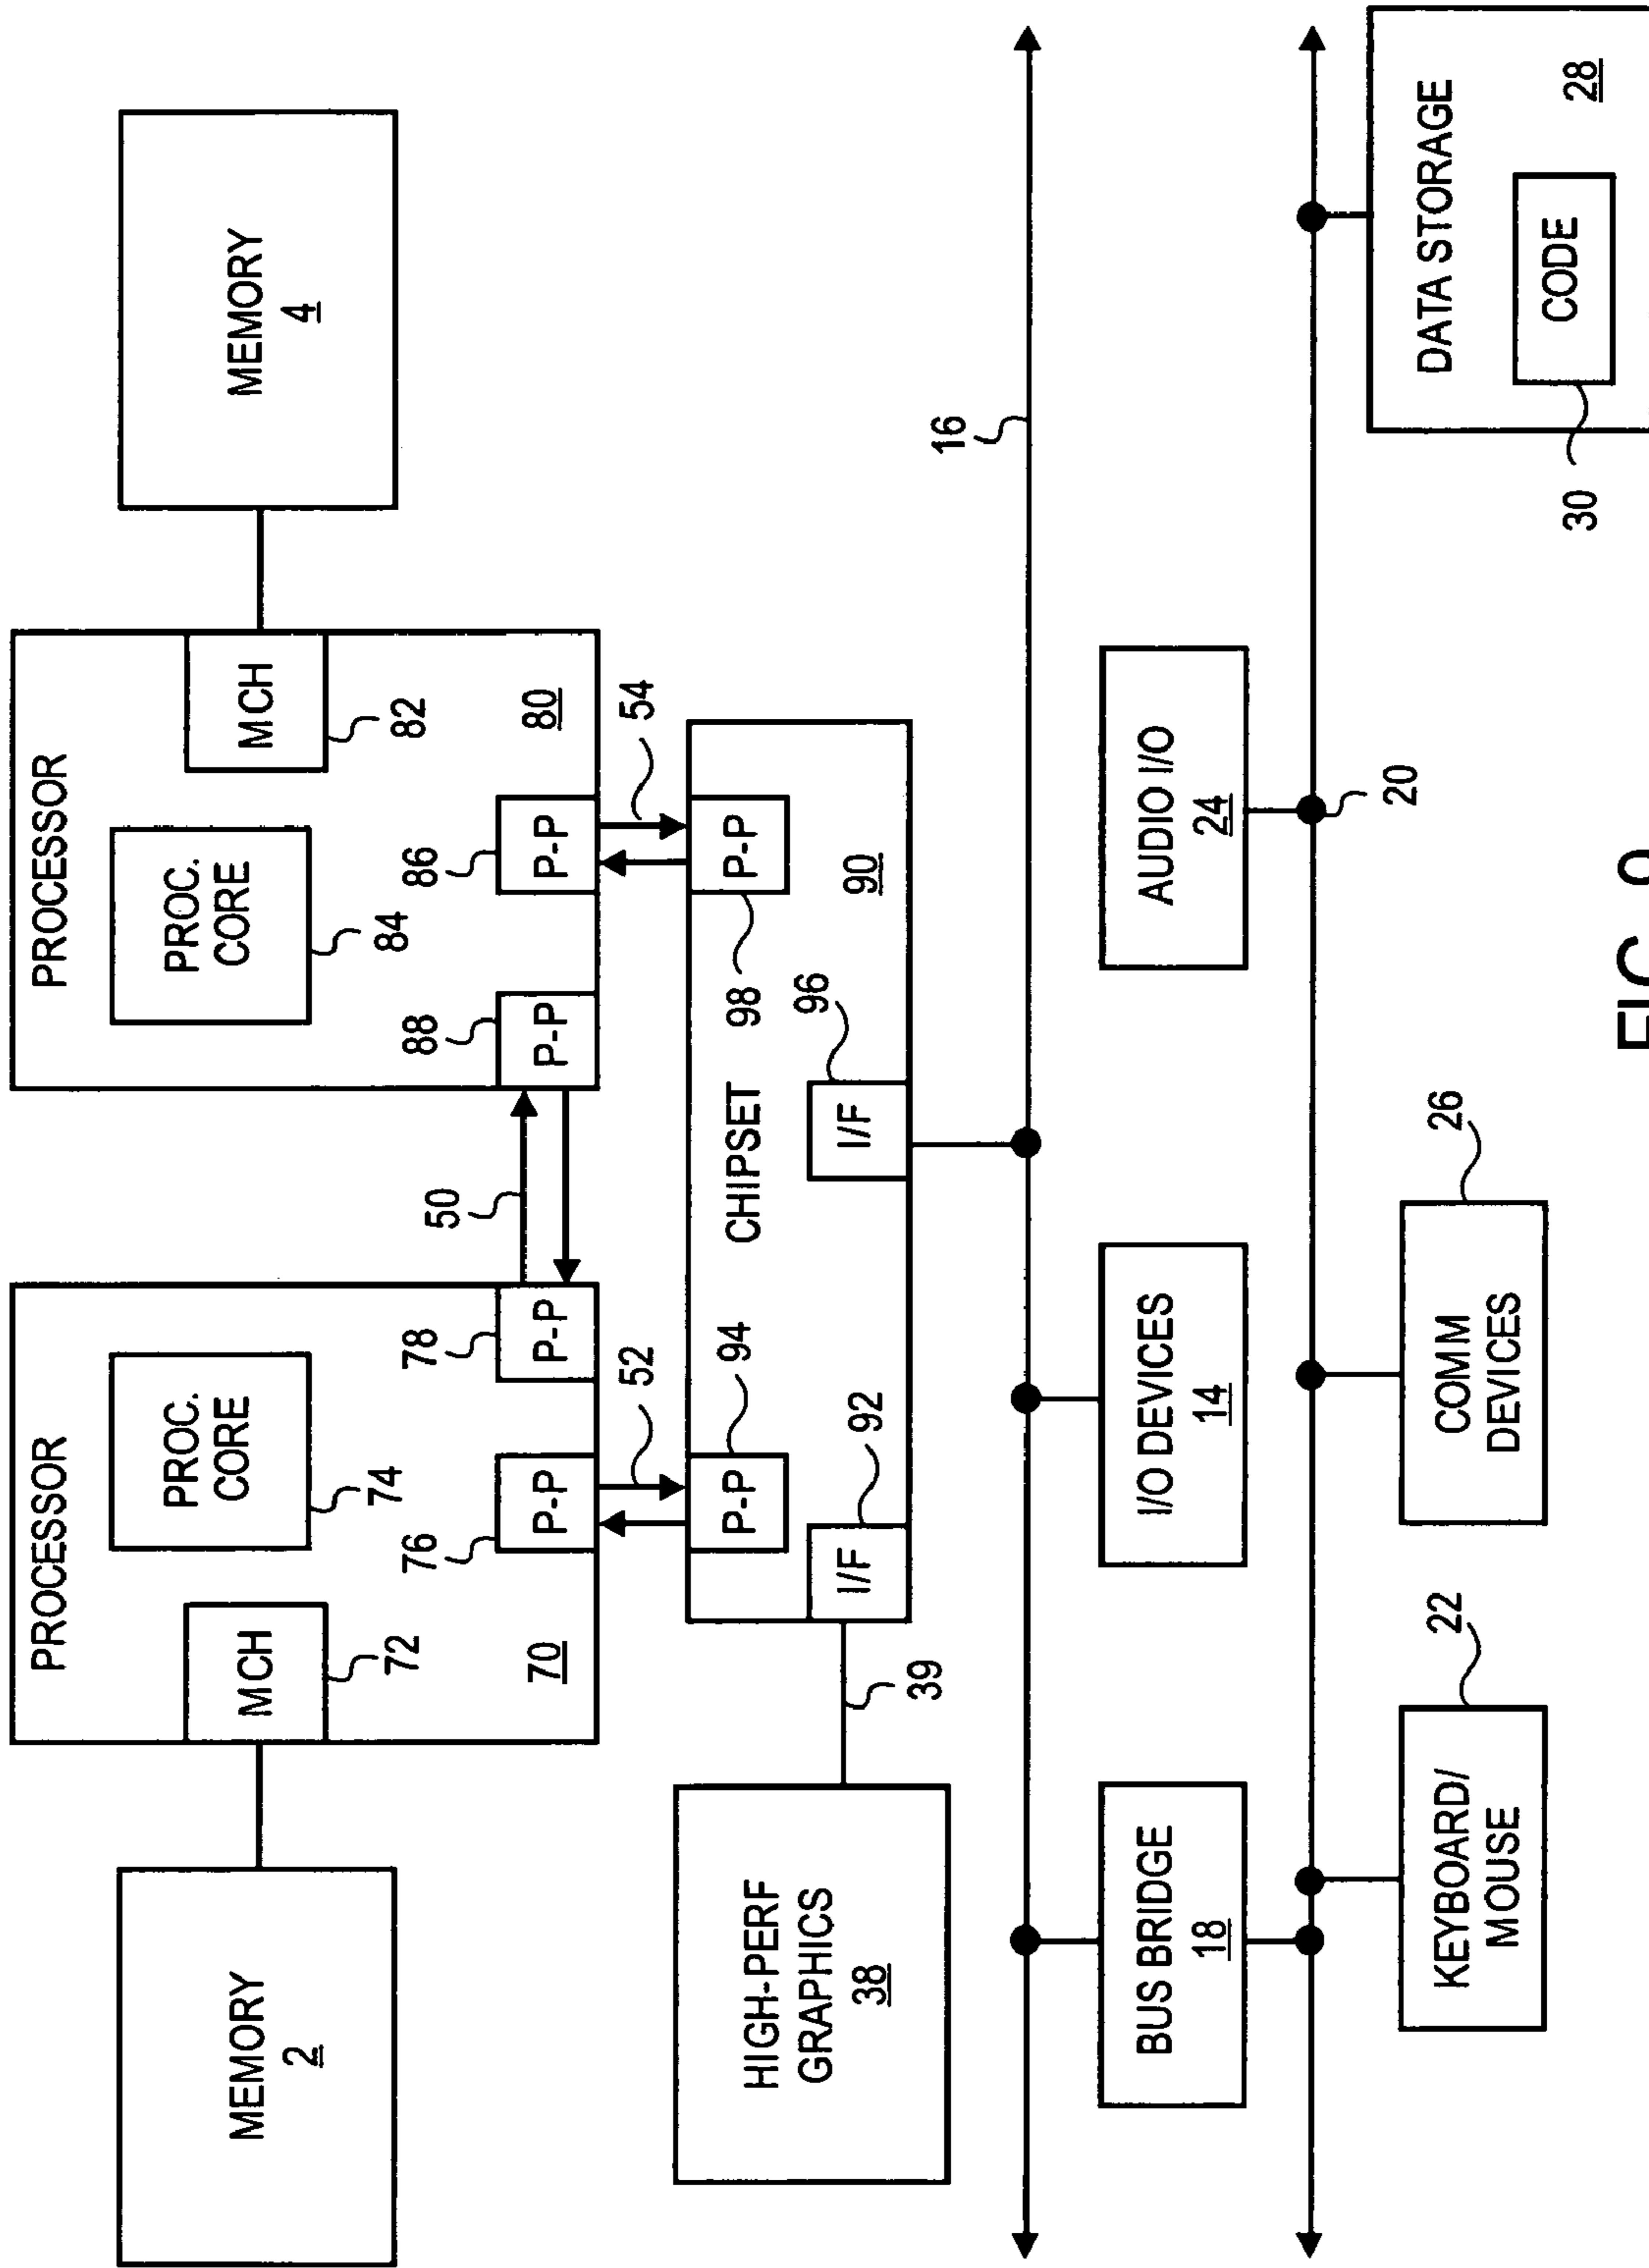 PROCESSOR
PROCESSOR
MEMORY
2
MCH
72
PROC.
CORE
74
70
76
P-P
78
P-P
50
88
P-P
86
P-P
PROC.
CORE
84
MCH
82
80
MEMORY
4
52
54
HIGH-PERF
GRAPHICS
38
39
P-P
94
CHIPSET
P-P
98
90
I/F
92
I/F
96
16
BUS BRIDGE
18
I/O DEVICES
14
AUDIO I/O
24
20
KEYBOARD/
MOUSE
22
COMM
DEVICES
26
DATA STORAGE
28
CODE
30